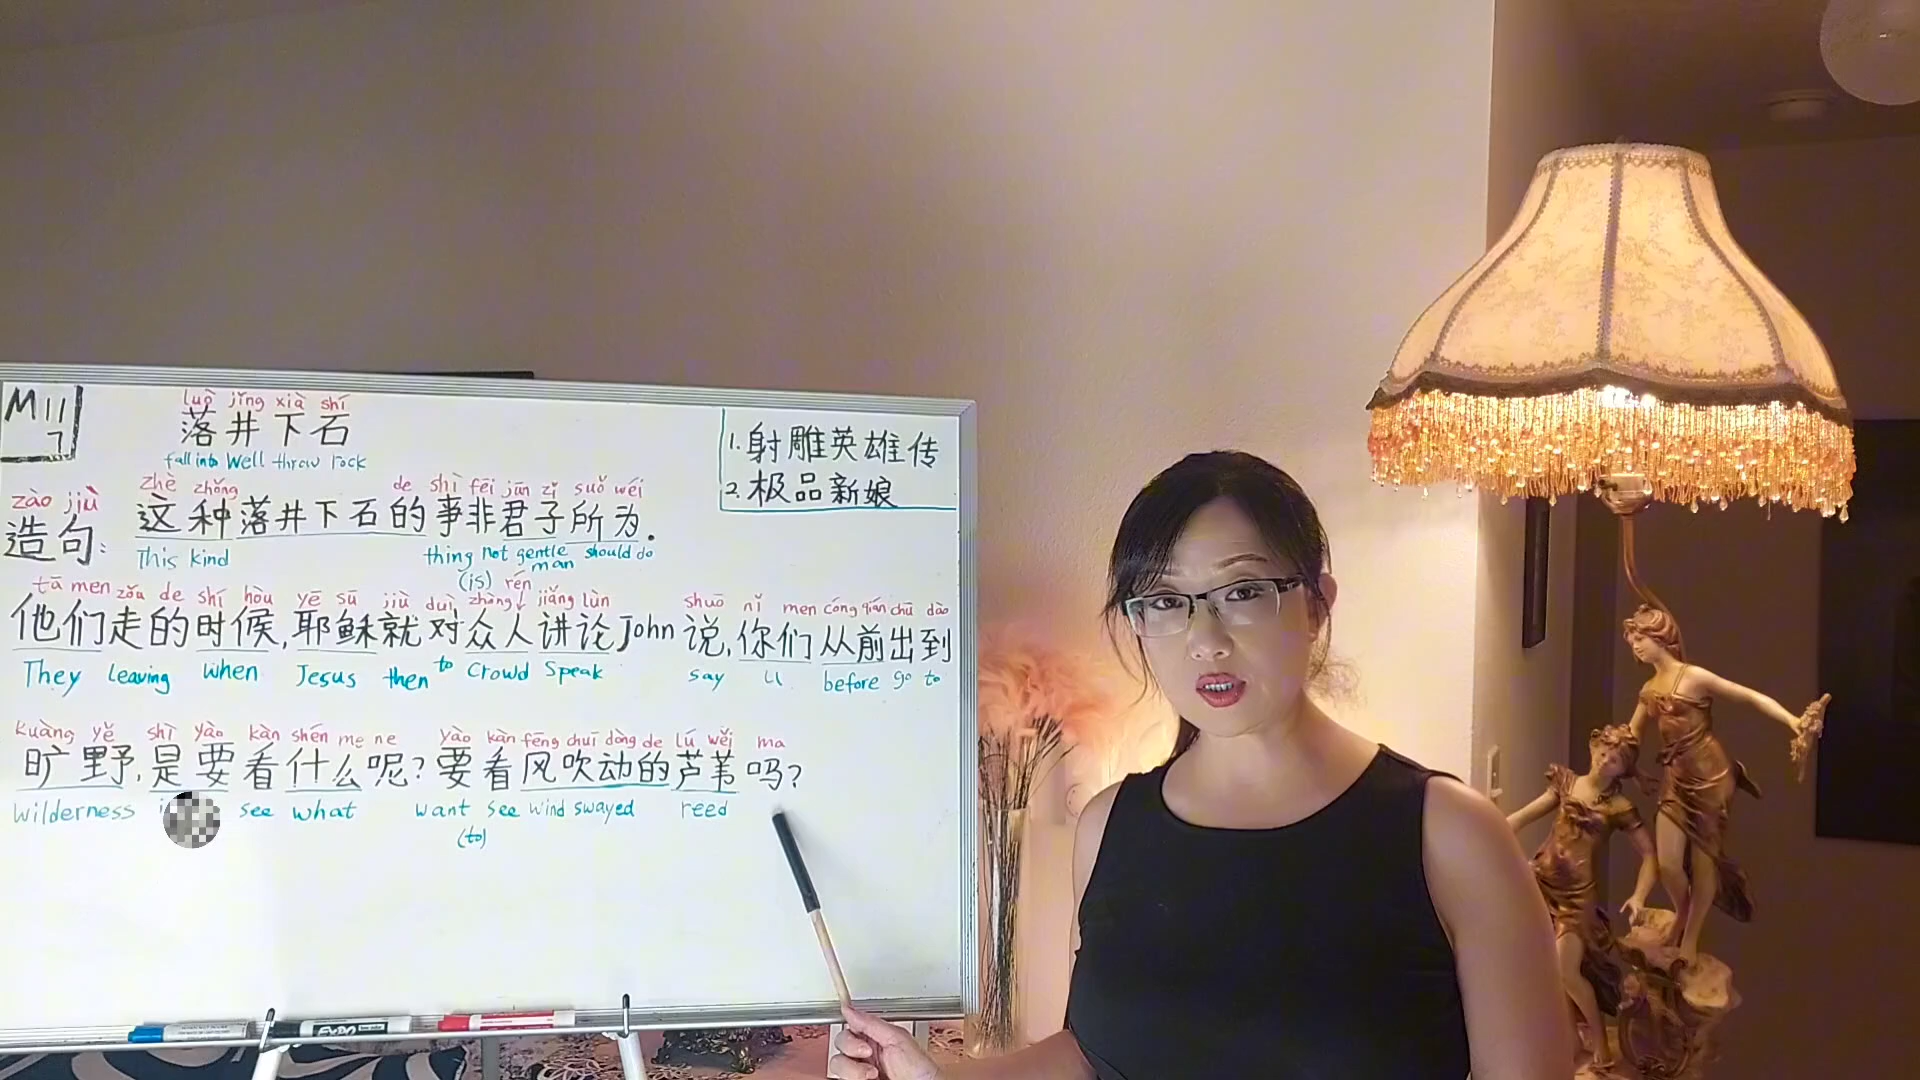 M11
7
luò jǐng xià shí
落井下石
fall into Well throw rock
1. 射雕英雄传
2. 极品新娘
zào jiù
造句:
zhè zhǒng de shì fēi jūn zǐ suǒ wéi
这种落井下石的事非君子所为.
This kind thing not gentle man should do
(is)
tā men zǒu de shí hòu yē sū jiù duì zhòng rén jiǎng lùn shuō nǐ men cóng qián chū dào
他们走的时候,耶稣就对众人讲论John说,你们从前出到
They leaving when Jesus then to Crowd Speak say U before go to
kuàng yě shì yào kàn shén me ne yào kàn fēng chuī dòng de lú wěi ma
旷野,是要看什么呢?要看风吹动的芦苇吗?
wilderness see what want see wind swayed reed
(to)
EXPO